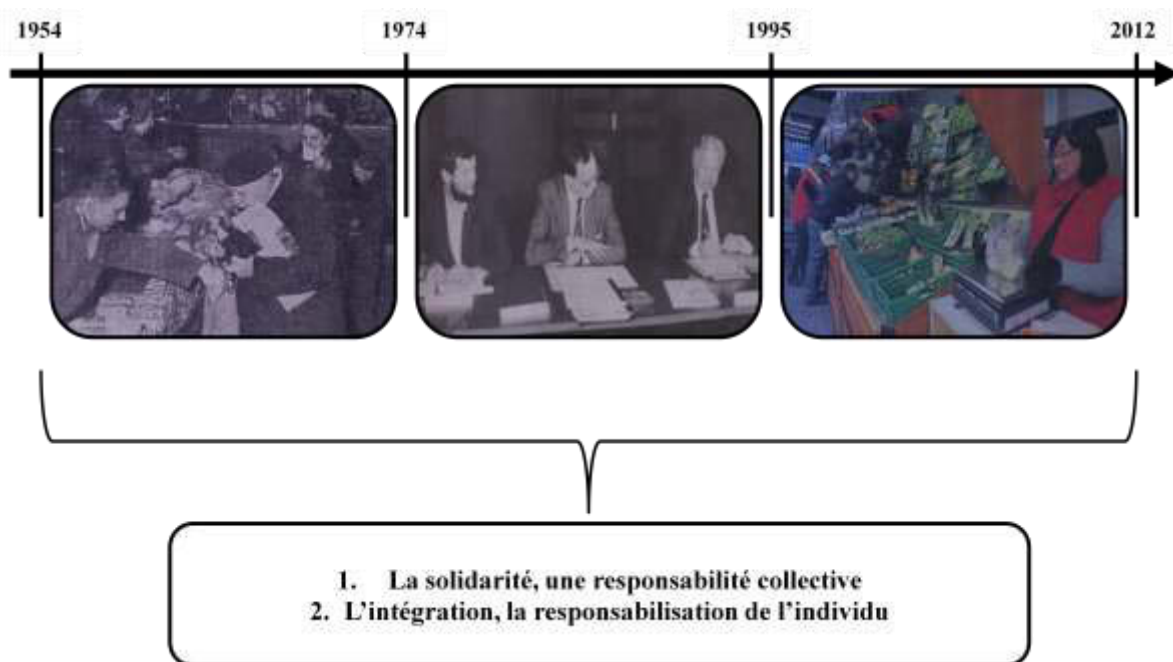 1954 1974 1995 2012
1. La solidarité, une responsabilité collective
2. L'intégration, la responsabilisation de l'individu